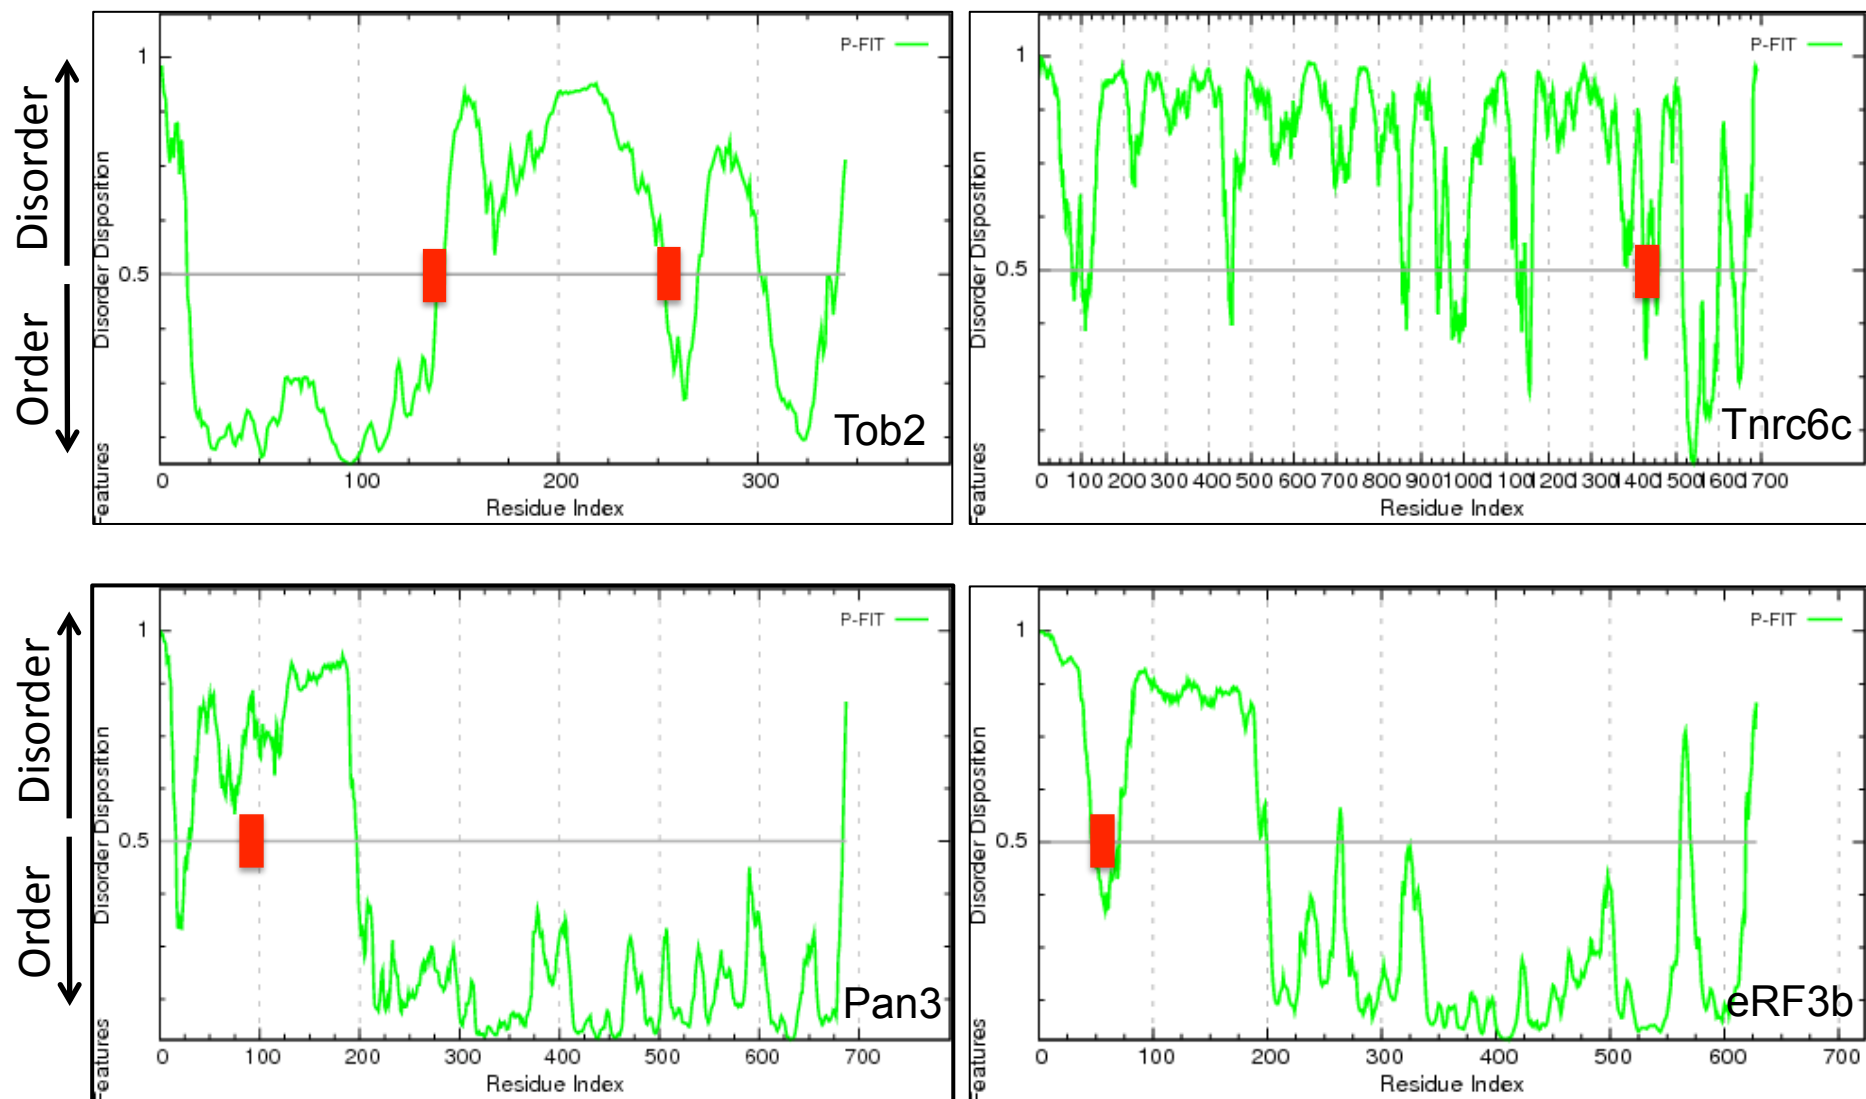 Order Disorder
1
0.5
Disorder Disposition
Features
P-FIT
Tob2
0 100 200 300
Residue Index
1
0.5
Disorder Disposition
Features
P-FIT
Tnrc6c
0 100 200 300 400 500 600 700 800 900 1000 1100 1200 1300 1400 1500 1600 1700
Residue Index
Order Disorder
1
0.5
Disorder Disposition
Features
P-FIT
Pan3
0 100 200 300 400 500 600 700
Residue Index
1
0.5
Disorder Disposition
Features
P-FIT
eRF3b
0 100 200 300 400 500 600 700
Residue Index